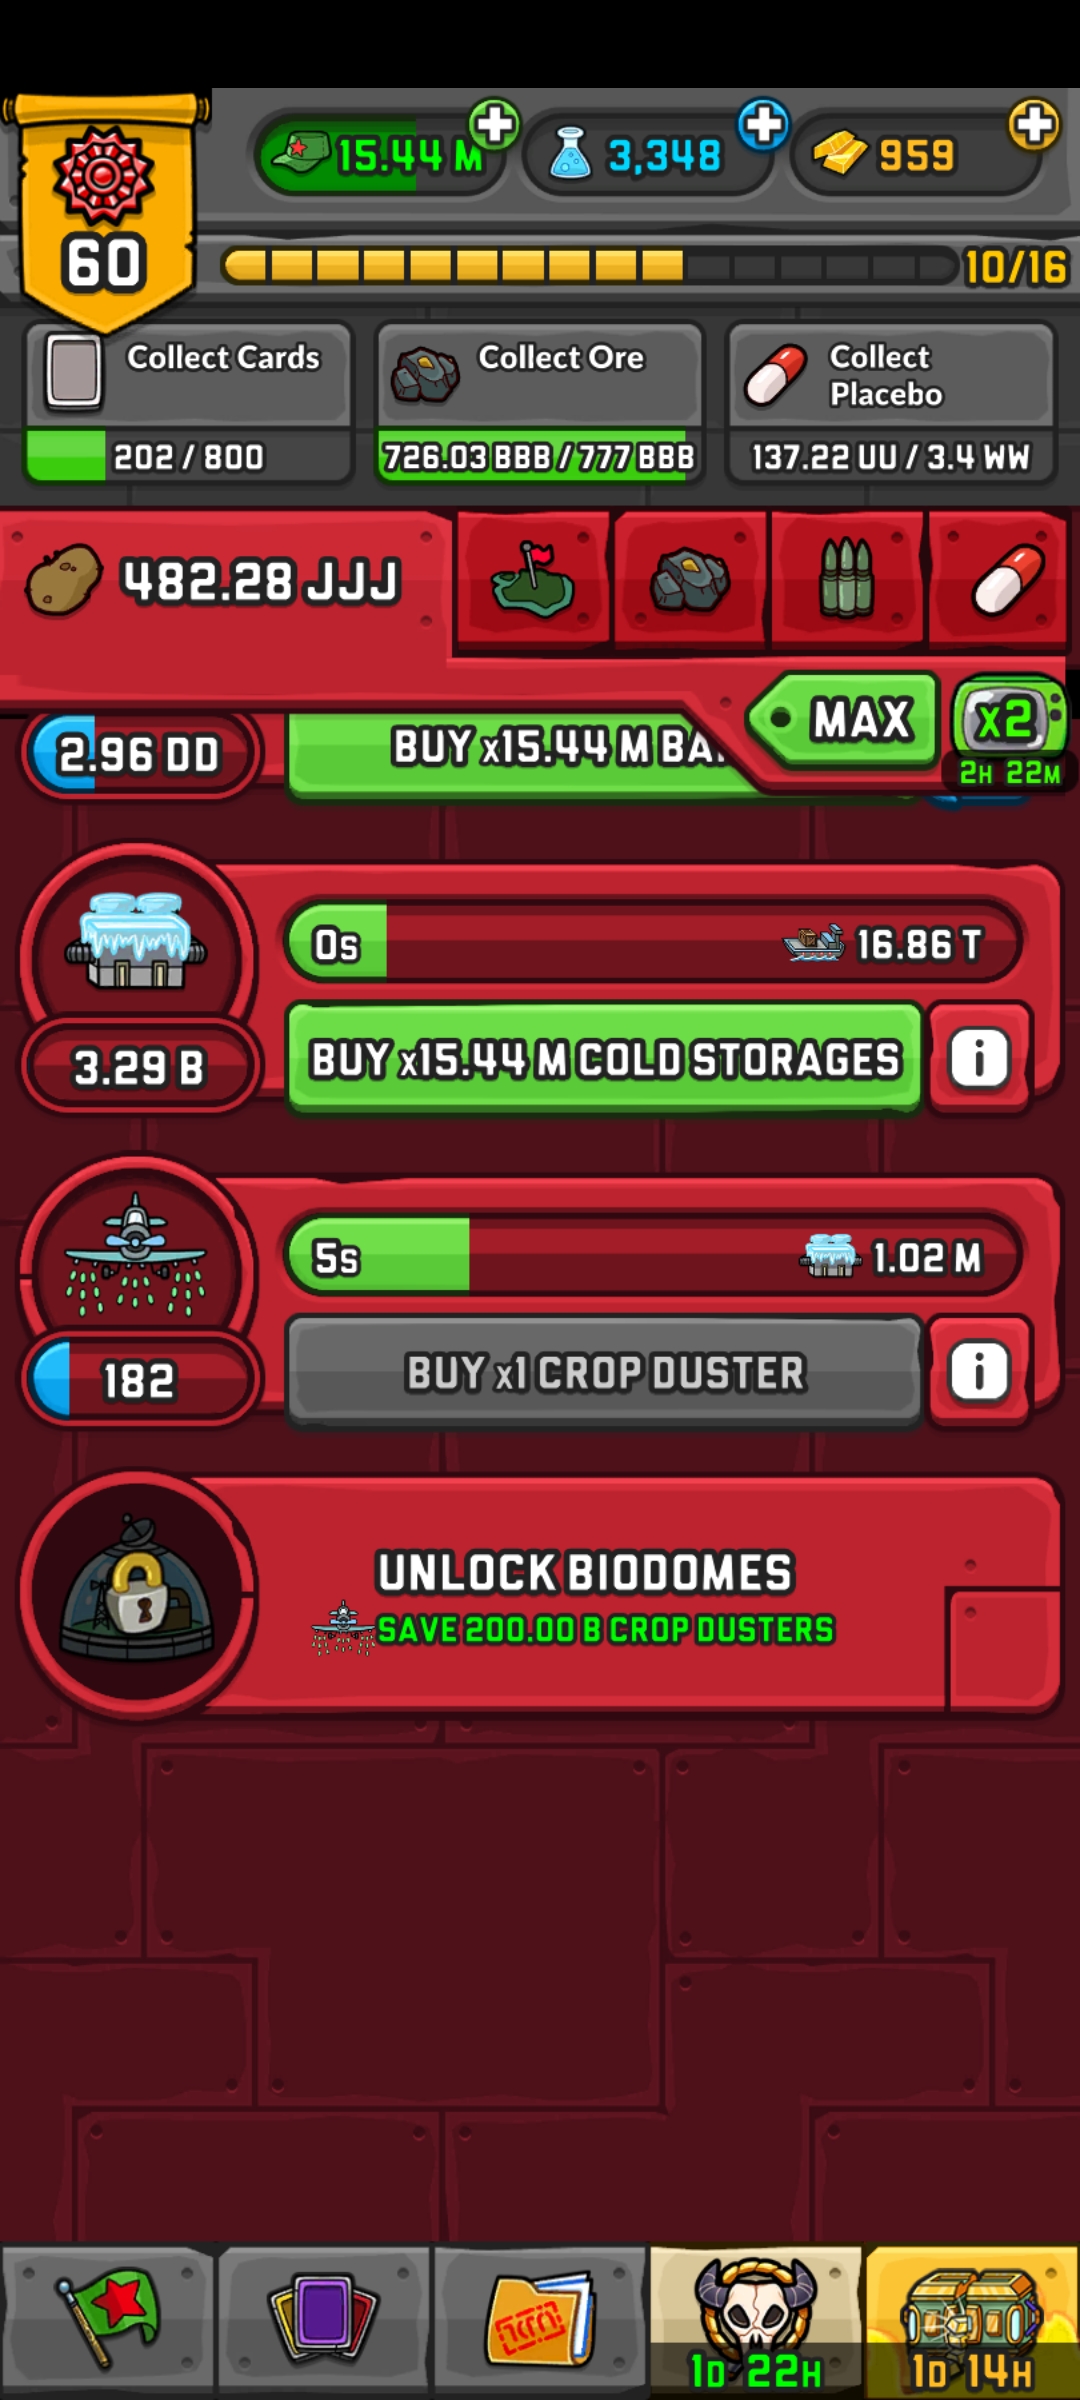 60
15.44 M
3,348
959
10/16
Collect Cards
202 / 800
Collect Ore
726.03 BBB / 777 BBB
Collect
Placebo
137.22 UU / 3.4 WW
482.28 JJJ
MAX
x2
2H 22M
2.96 DD
BUY x15.44 M
0s
16.86 T
3.29 B
BUY x15.44 M COLD STORAGES
i
5s
1.02 M
182
BUY x1 CROP DUSTER
i
UNLOCK BIODOMES
SAVE 200.00 B CROP DUSTERS
1D 22H
1D 14H